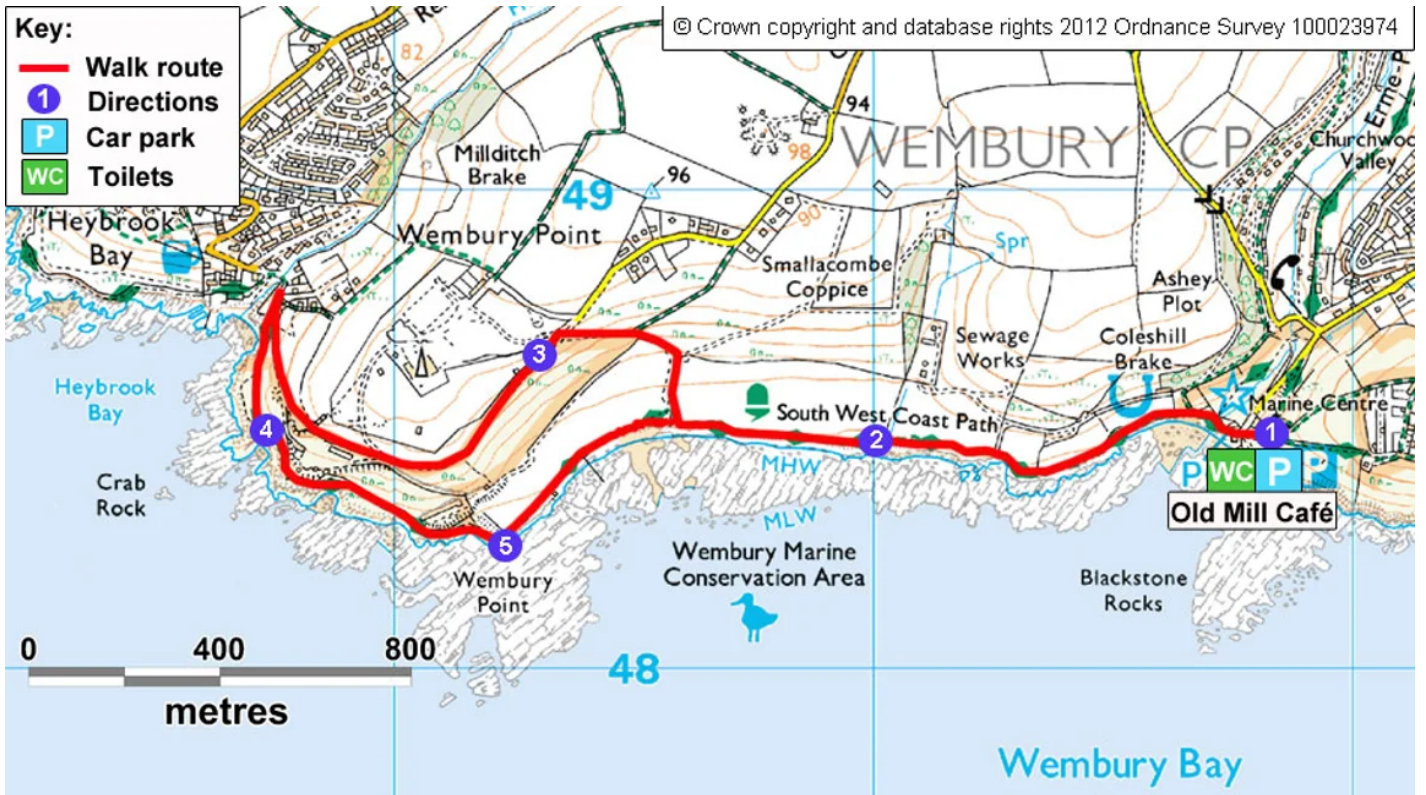 Key:
Walk route
1 Directions
P Car park
WC Toilets
© Crown copyright and database rights 2012 Ordnance Survey 100023974
82
94
98
96
90
49
WEMBURY CP
Churchwood
Valley
Erme-P
Millditch
Brake
Heybrook
Bay
Wembury Point
Smallacombe
Coppice
Spr
Ashey
Plot
Sewage
Works
Coleshill
Brake
3
Heybrook
Bay
4
South West Coast Path
2
Marine Centre
1
P WC P P
Old Mill Café
MHW
MLW
Crab
Rock
5
Wembury
Point
Wembury Marine
Conservation Area
Blackstone
Rocks
0 400 800
metres
48
Wembury Bay